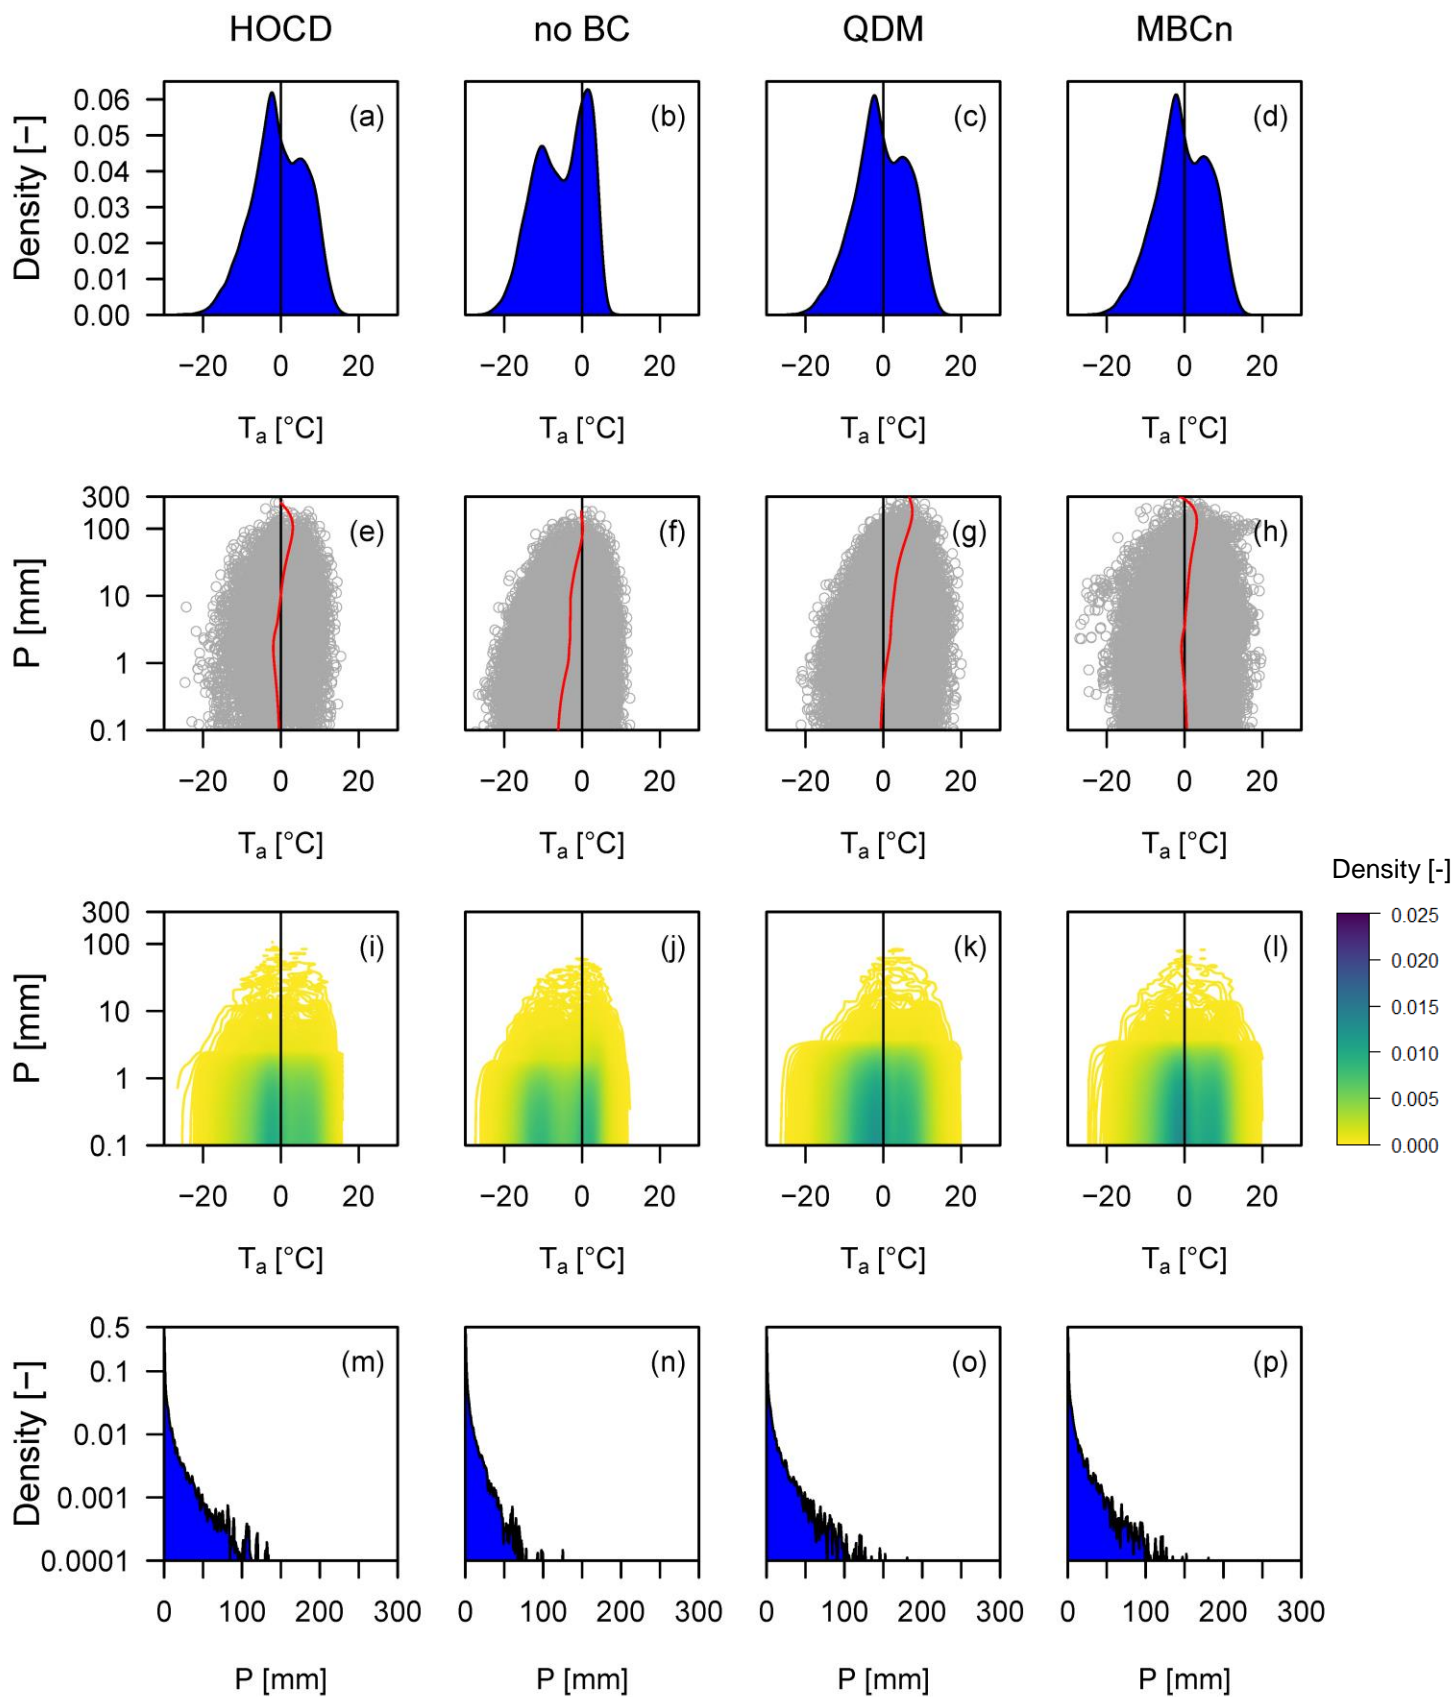 HOCD no BC QDM MBCn
Density [−]
0.06
0.05
0.04
0.03
0.02
0.01
0.00
(a) (b) (c) (d)
−20 0 20 −20 0 20 −20 0 20 −20 0 20
Ta [°C] Ta [°C] Ta [°C] Ta [°C]
P [mm]
300
100
10
1
0.1
(e) (f) (g) (h)
−20 0 20 −20 0 20 −20 0 20 −20 0 20
Ta [°C] Ta [°C] Ta [°C] Ta [°C]
P [mm]
300
100
10
1
0.1
(i) (j) (k) (l)
−20 0 20 −20 0 20 −20 0 20 −20 0 20
Ta [°C] Ta [°C] Ta [°C] Ta [°C]
Density [-]
0.025
0.020
0.015
0.010
0.005
0.000
Density [−]
0.5
0.1
0.01
0.001
0.0001
(m) (n) (o) (p)
0 100 200 300 0 100 200 300 0 100 200 300 0 100 200 300
P [mm] P [mm] P [mm] P [mm]